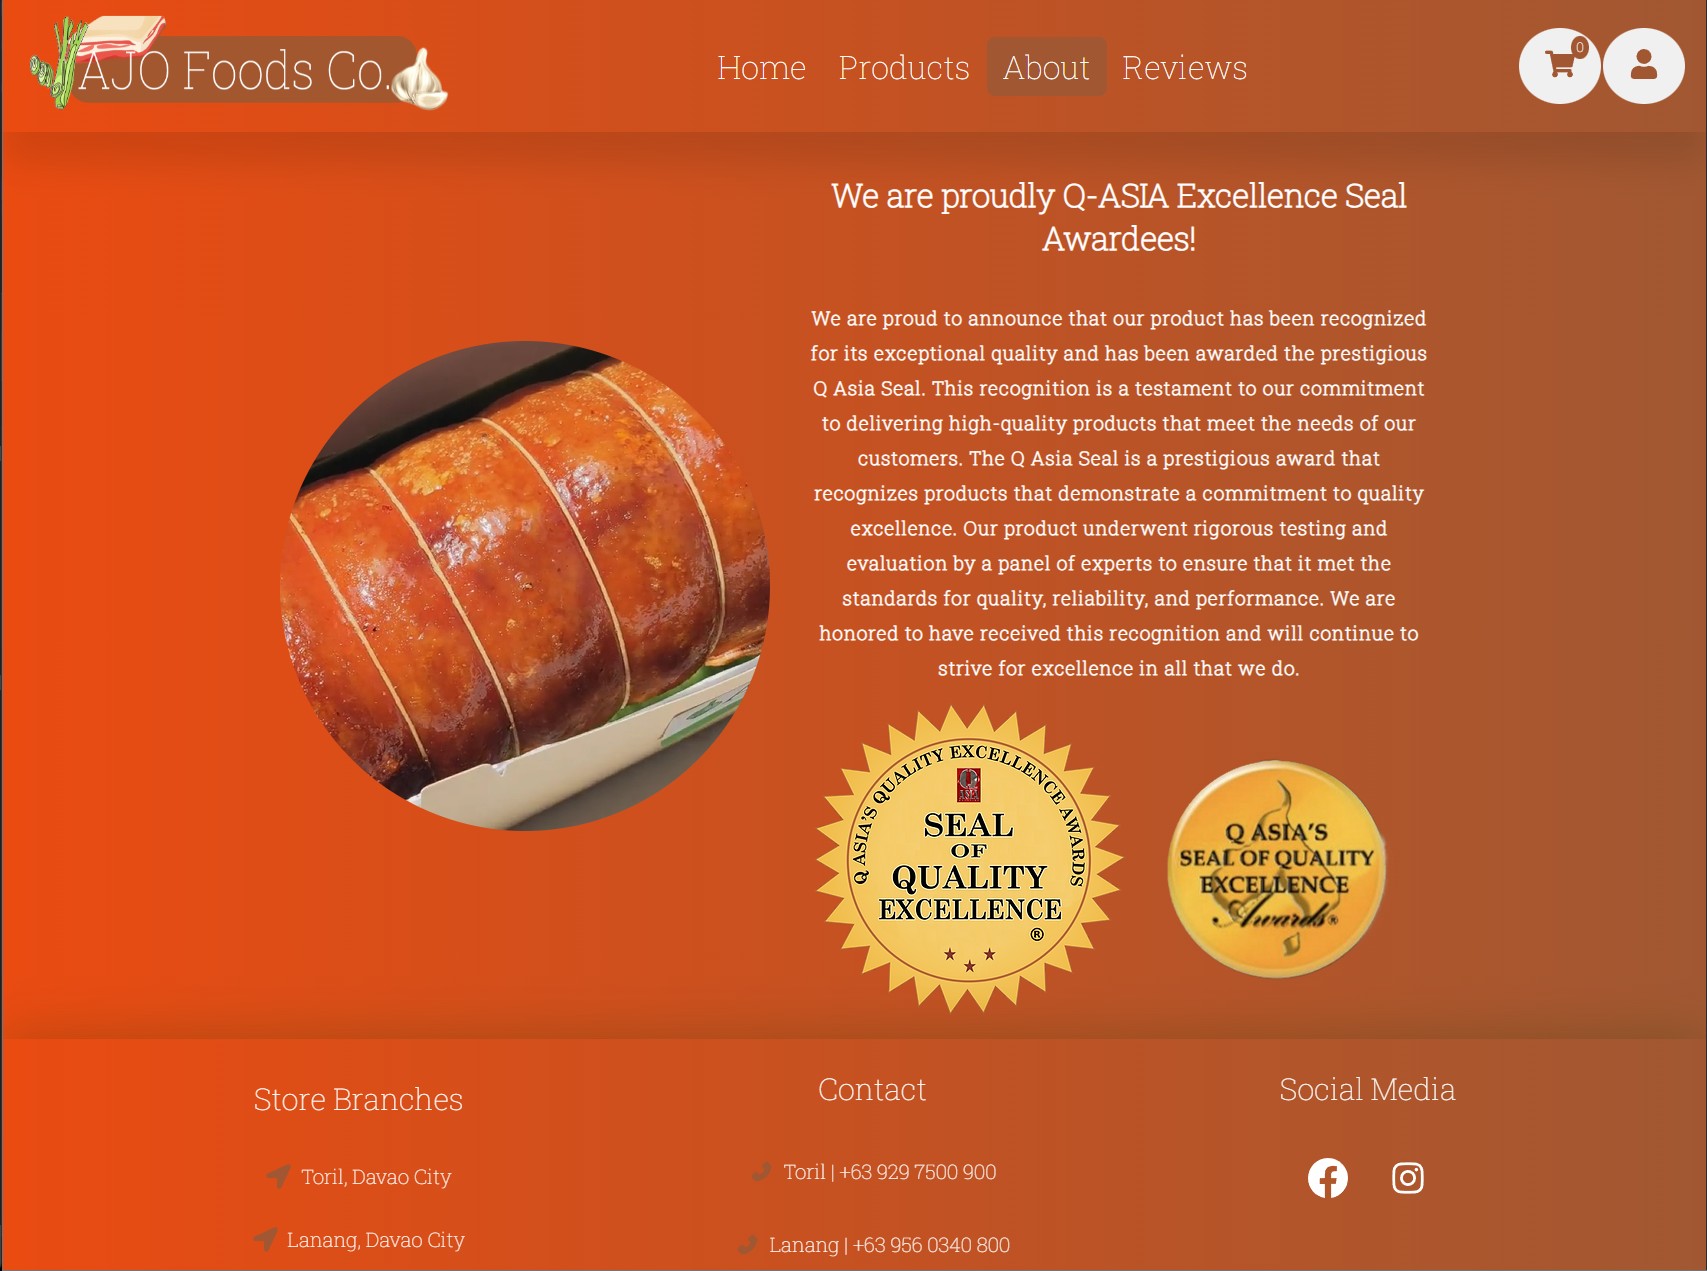 AJO Foods Co.
Home Products About Reviews
0
We are proudly Q-ASIA Excellence Seal
Awardees!
We are proud to announce that our product has been recognized
for its exceptional quality and has been awarded the prestigious
Q Asia Seal. This recognition is a testament to our commitment
to delivering high-quality products that meet the needs of our
customers. The Q Asia Seal is a prestigious award that
recognizes products that demonstrate a commitment to quality
excellence. Our product underwent rigorous testing and
evaluation by a panel of experts to ensure that it met the
standards for quality, reliability, and performance. We are
honored to have received this recognition and will continue to
strive for excellence in all that we do.
Q ASIA'S QUALITY EXCELLENCE AWARDS
Q
ASIA
SEAL
OF
QUALITY
EXCELLENCE
®
Q ASIA'S
SEAL OF QUALITY
EXCELLENCE
Awards®
Store Branches
Toril, Davao City
Lanang, Davao City
Contact
Toril | +63 929 7500 900
Lanang | +63 956 0340 800
Social Media